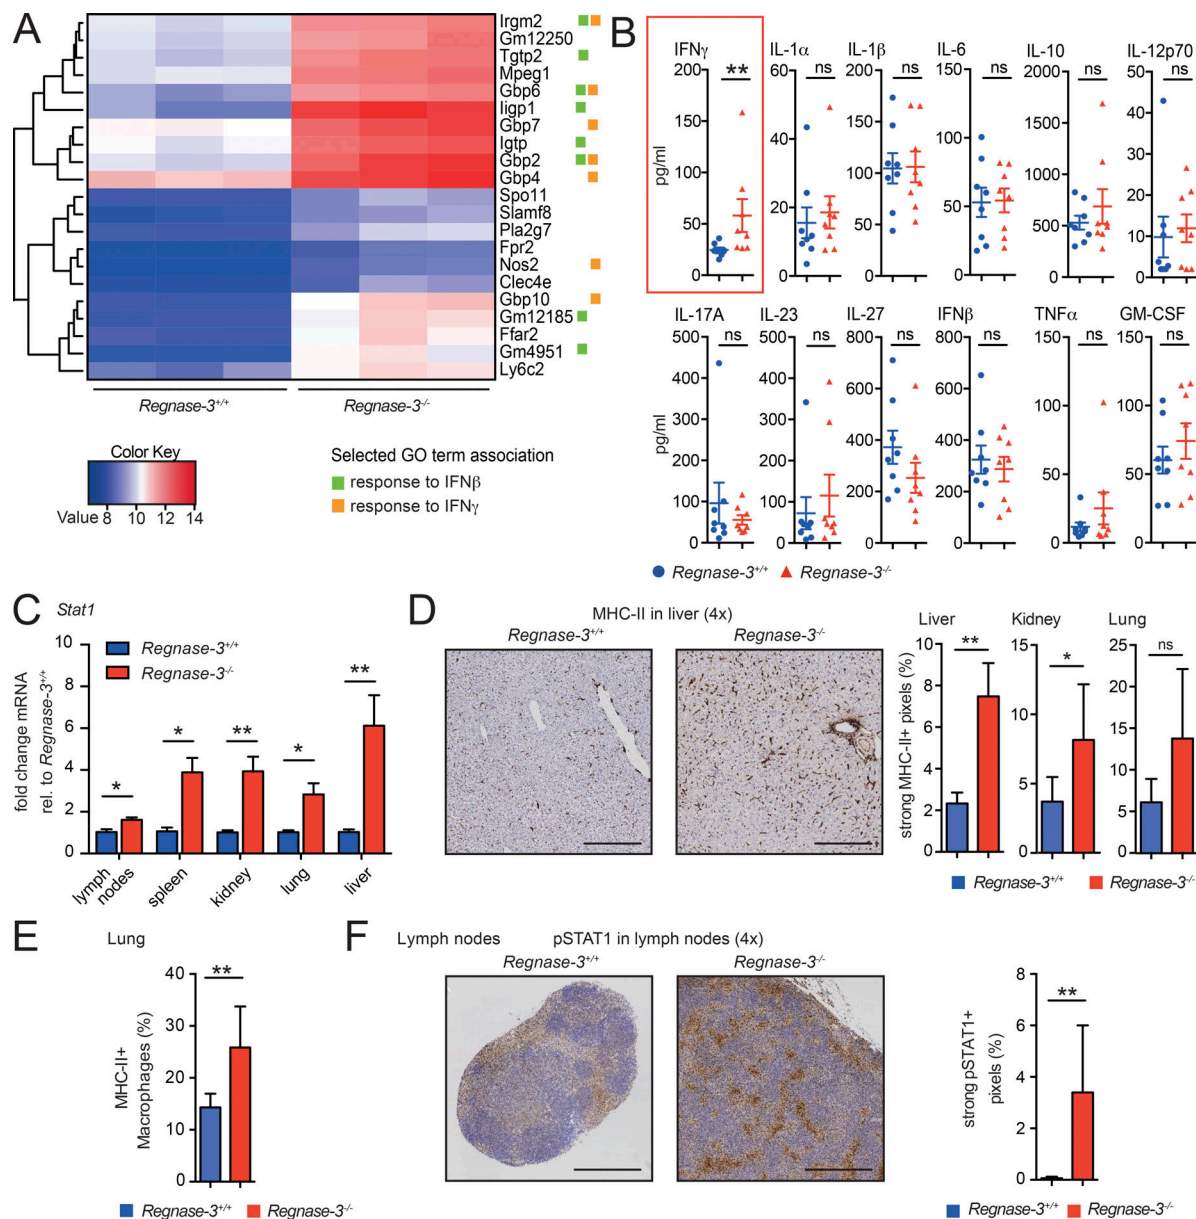 A
Irgm2
Gm12250
Tgtp2
Mpeg1
Gbp6
Iigp1
Gbp7
Igtp
Gbp2
Gbp4
Spo11
Slamf8
Pla2g7
Fpr2
Nos2
Clec4e
Gbp10
Gm12185
Ffar2
Gm4951
Ly6c2
Regnase-3+/+ Regnase-3-/-
Color Key
Value 8 10 12 14
Selected GO term association
response to IFNβ
response to IFNγ
B
IFNγ IL-1α IL-1β IL-6 IL-10 IL-12p70
** ns ns ns ns ns
pg/ml
200 150 100 50 0
60 40 20 0
200 150 100 50 0
150 100 50 0
2000 1500 1000 500 0
50 40 30 20 10 0
IL-17A IL-23 IL-27 IFNβ TNFα GM-CSF
ns ns ns ns ns ns
pg/ml
500 400 300 200 100 0
500 400 300 200 100 0
800 600 400 200 0
800 600 400 200 0
150 100 50 0
150 100 50 0
Regnase-3+/+ Regnase-3-/-
C
Stat1
Regnase-3+/+
Regnase-3-/-
fold change mRNA
rel. to Regnase-3+/+
10 8 6 4 2 0
* * ** * **
lymph nodes spleen kidney lung liver
D
MHC-II in liver (4x)
Regnase-3+/+ Regnase-3-/-
Liver Kidney Lung
** * ns
strong MHC-II+ pixels (%)
10 8 6 4 2 0
15 10 5 0
25 20 15 10 5 0
Regnase-3+/+ Regnase-3-/-
E
Lung
MHC-II+
Macrophages (%)
40 30 20 10 0
**
Regnase-3+/+ Regnase-3-/-
F
Lymph nodes pSTAT1 in lymph nodes (4x)
Regnase-3+/+ Regnase-3-/-
strong pSTAT1+
pixels (%)
8 6 4 2 0
**
Regnase-3+/+ Regnase-3-/-